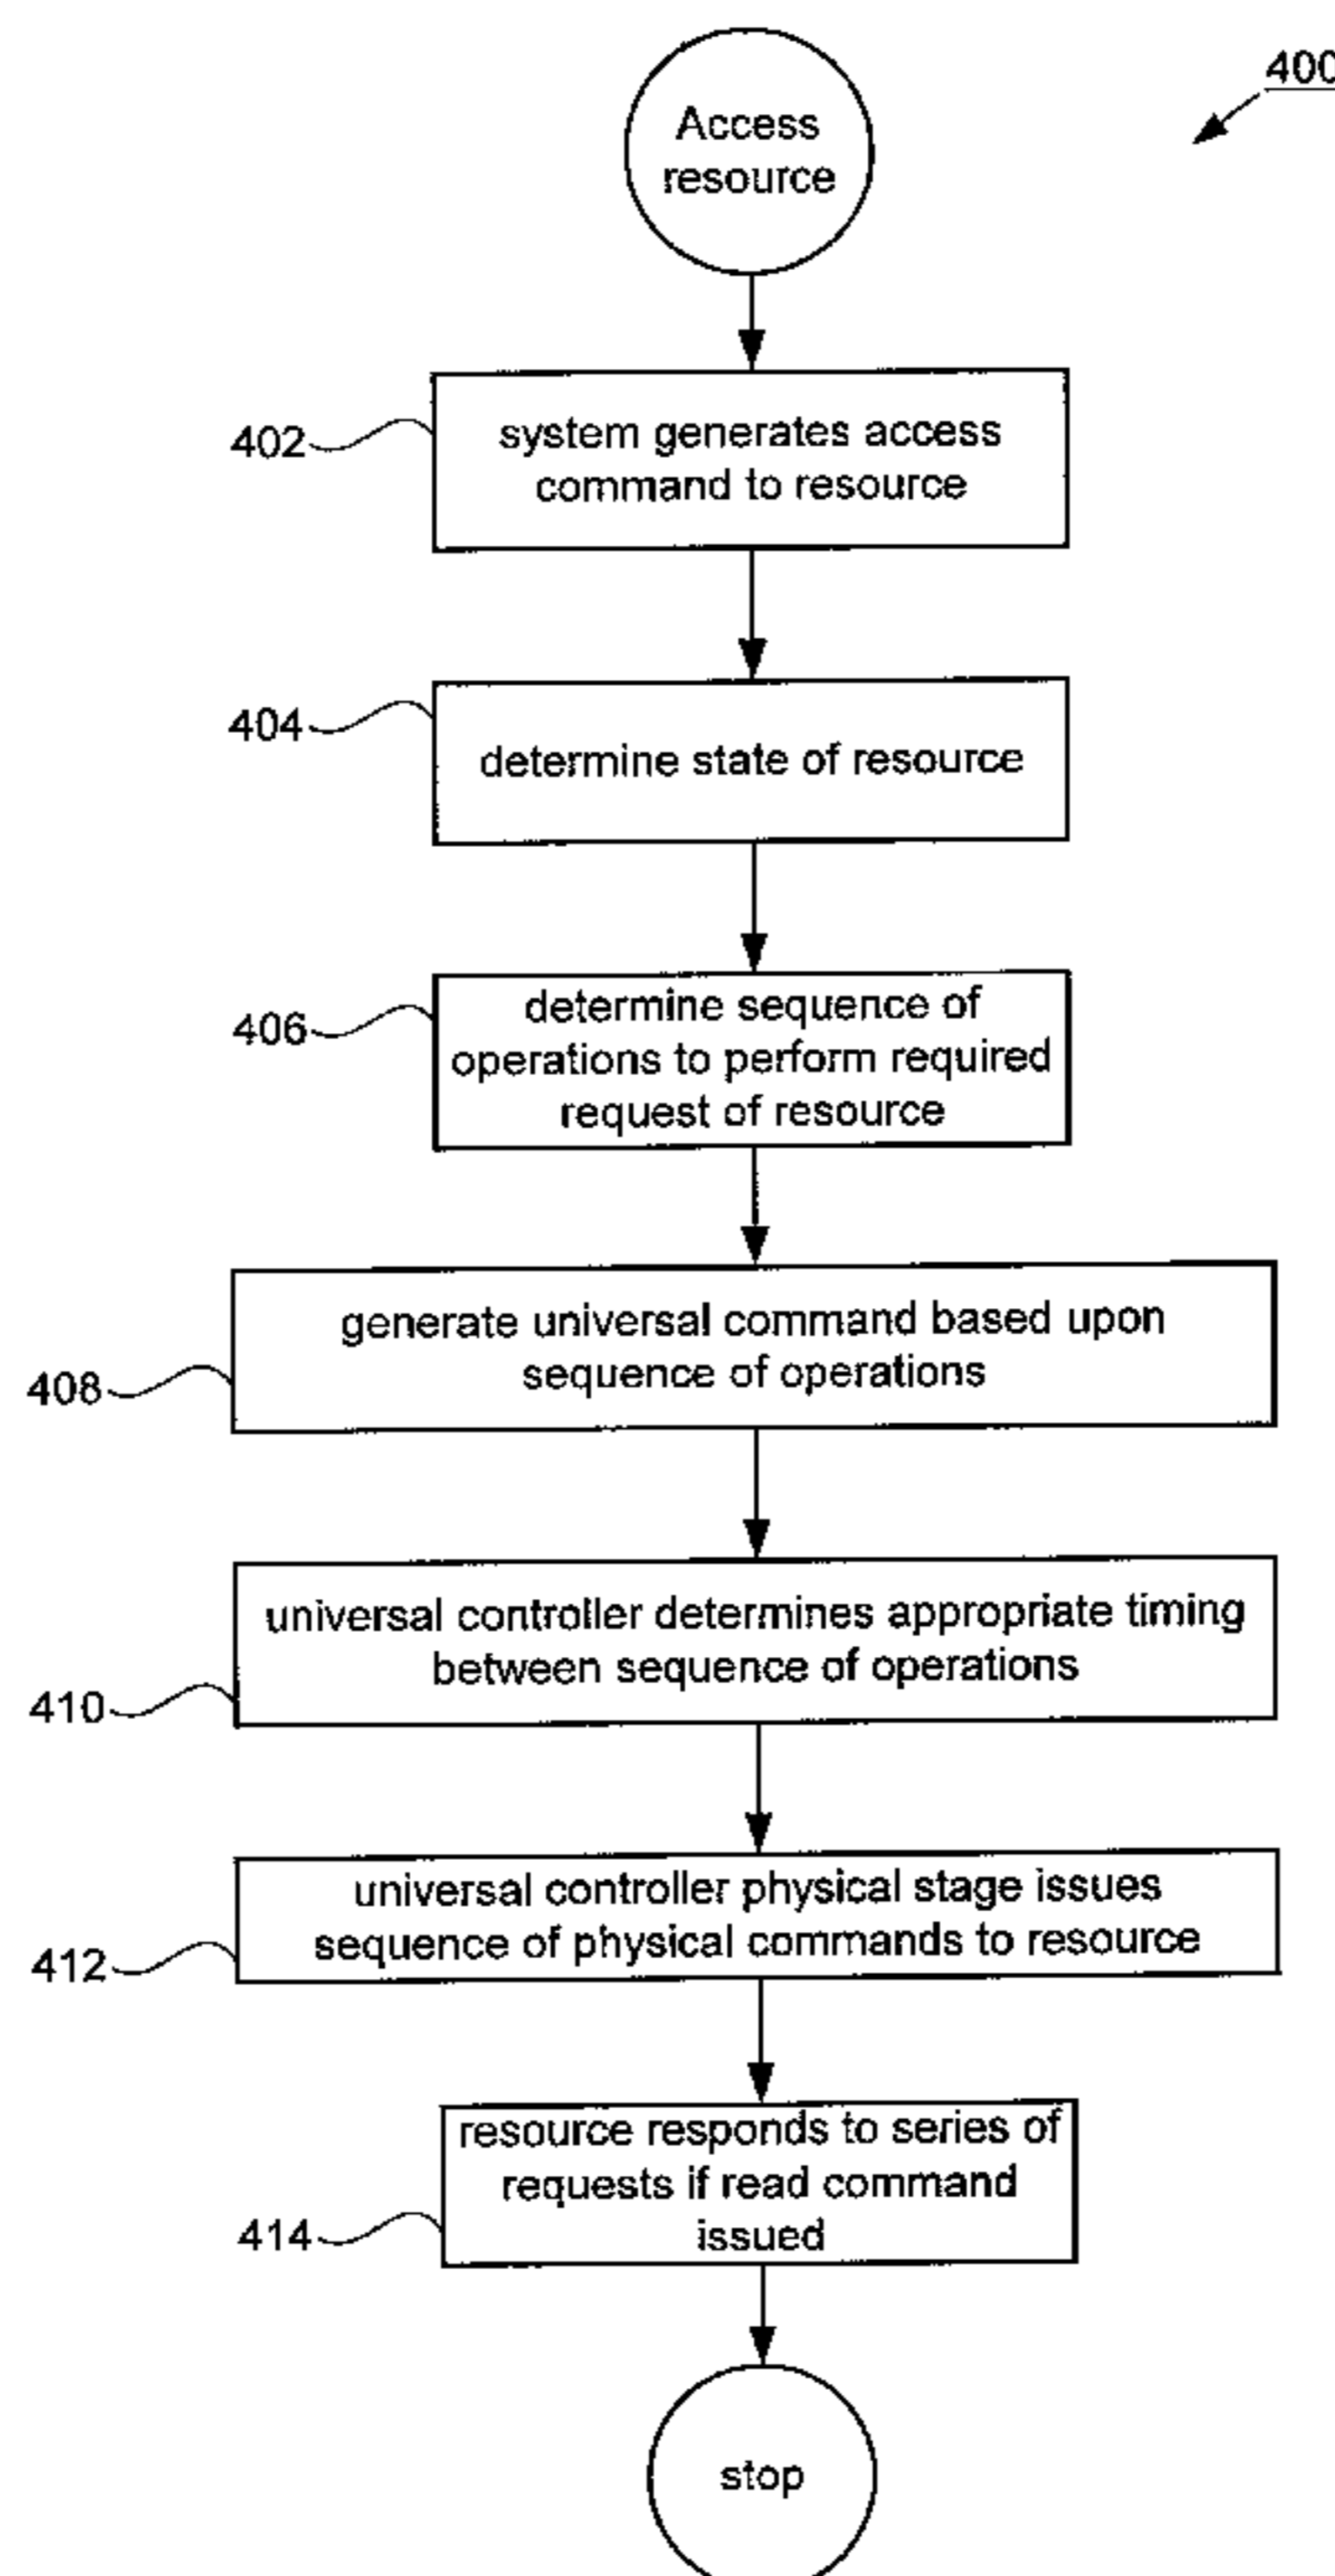 400
Access
resource
402
system generates access
command to resource
404
determine state of resource
406
determine sequence of
operations to perform required
request of resource
408
generate universal command based upon
sequence of operations
410
universal controller determines appropriate timing
between sequence of operations
412
universal controller physical stage issues
sequence of physical commands to resource
414
resource responds to series of
requests if read command
issued
stop